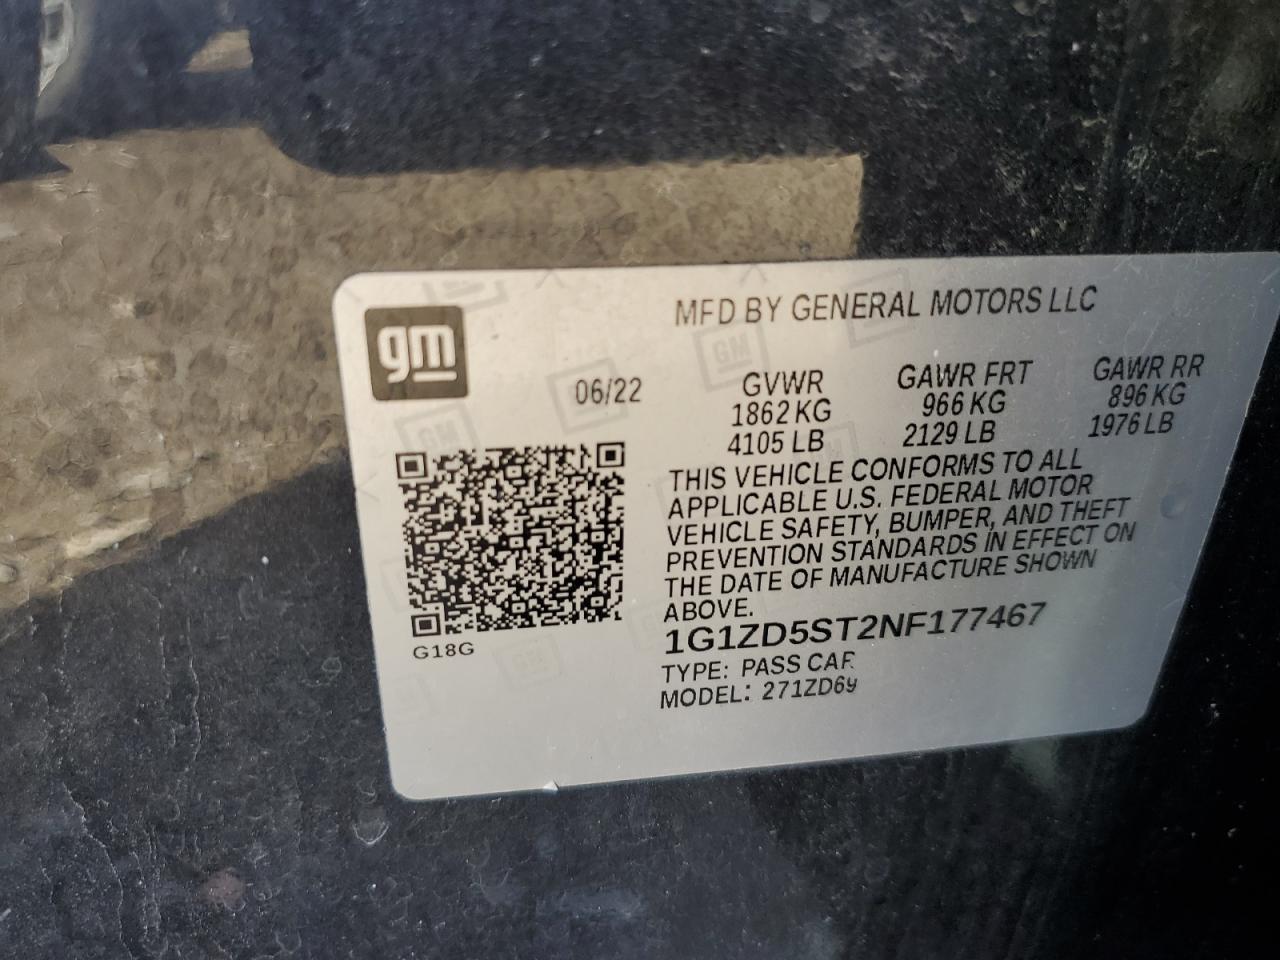 gm
MFD BY GENERAL MOTORS LLC
06/22
GVWR GAWR FRT GAWR RR
1862 KG 966 KG 896 KG
4105 LB 2129 LB 1976 LB
THIS VEHICLE CONFORMS TO ALL
APPLICABLE U.S. FEDERAL MOTOR
VEHICLE SAFETY, BUMPER, AND THEFT
PREVENTION STANDARDS IN EFFECT ON
THE DATE OF MANUFACTURE SHOWN
ABOVE.
1G1ZD5ST2NF177467
TYPE: PASS CAR
MODEL: 271ZD69
G18G